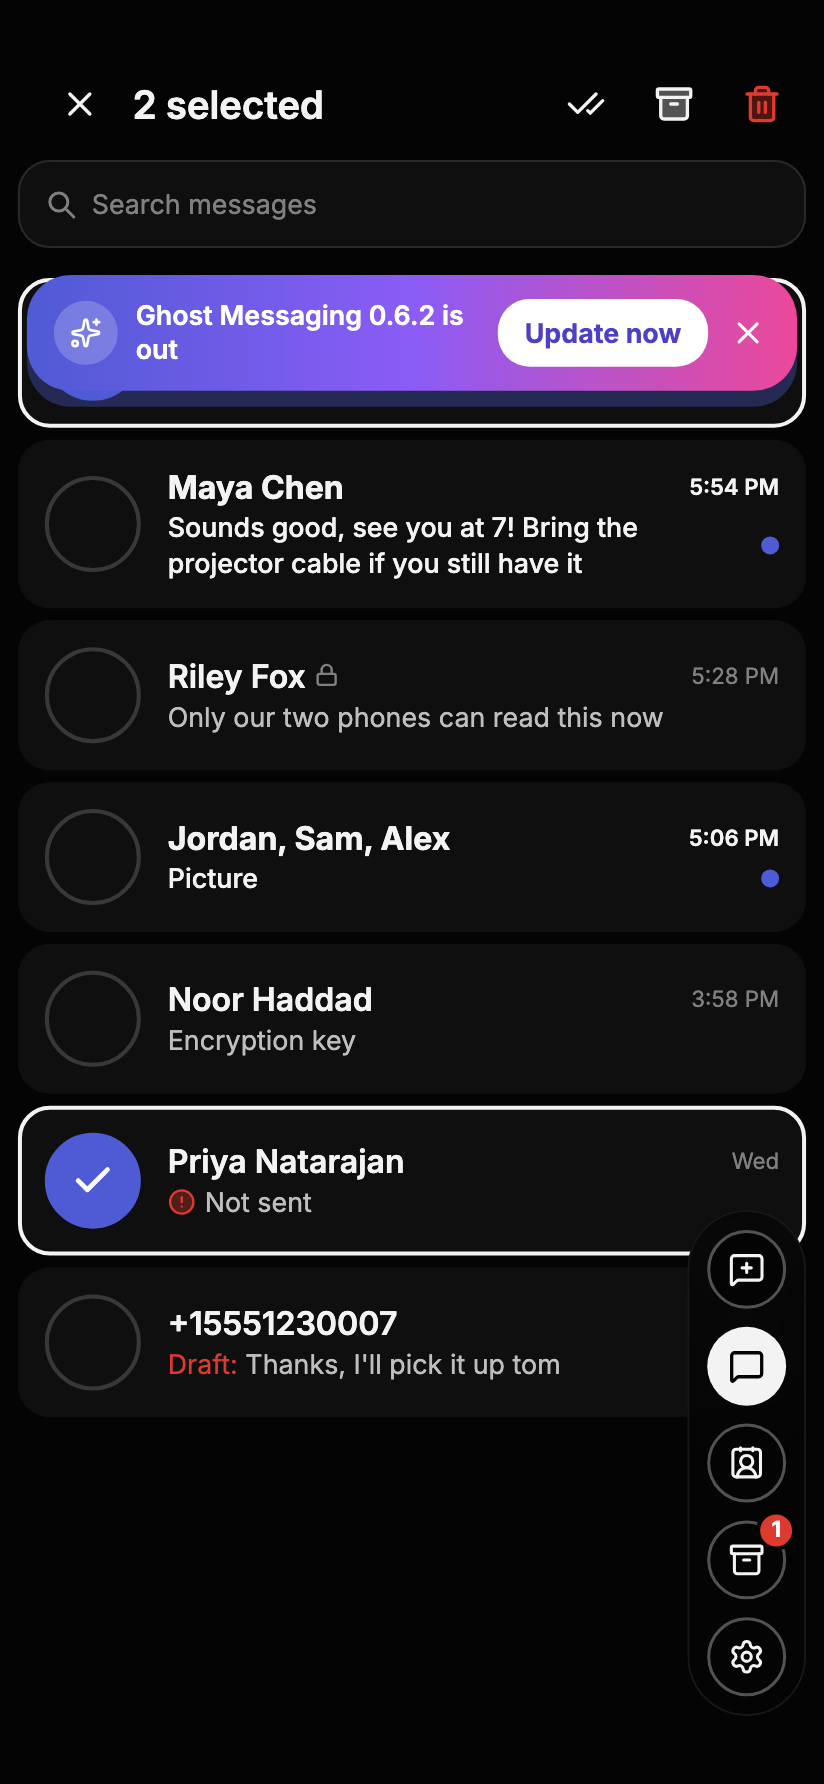 2 selected
Search messages
Ghost Messaging 0.6.2 is
out
Update now
Maya Chen
5:54 PM
Sounds good, see you at 7! Bring the
projector cable if you still have it
Riley Fox
5:28 PM
Only our two phones can read this now
Jordan, Sam, Alex
5:06 PM
Picture
Noor Haddad
3:58 PM
Encryption key
Priya Natarajan
Wed
Not sent
+15551230007
Draft: Thanks, I'll pick it up tom
1